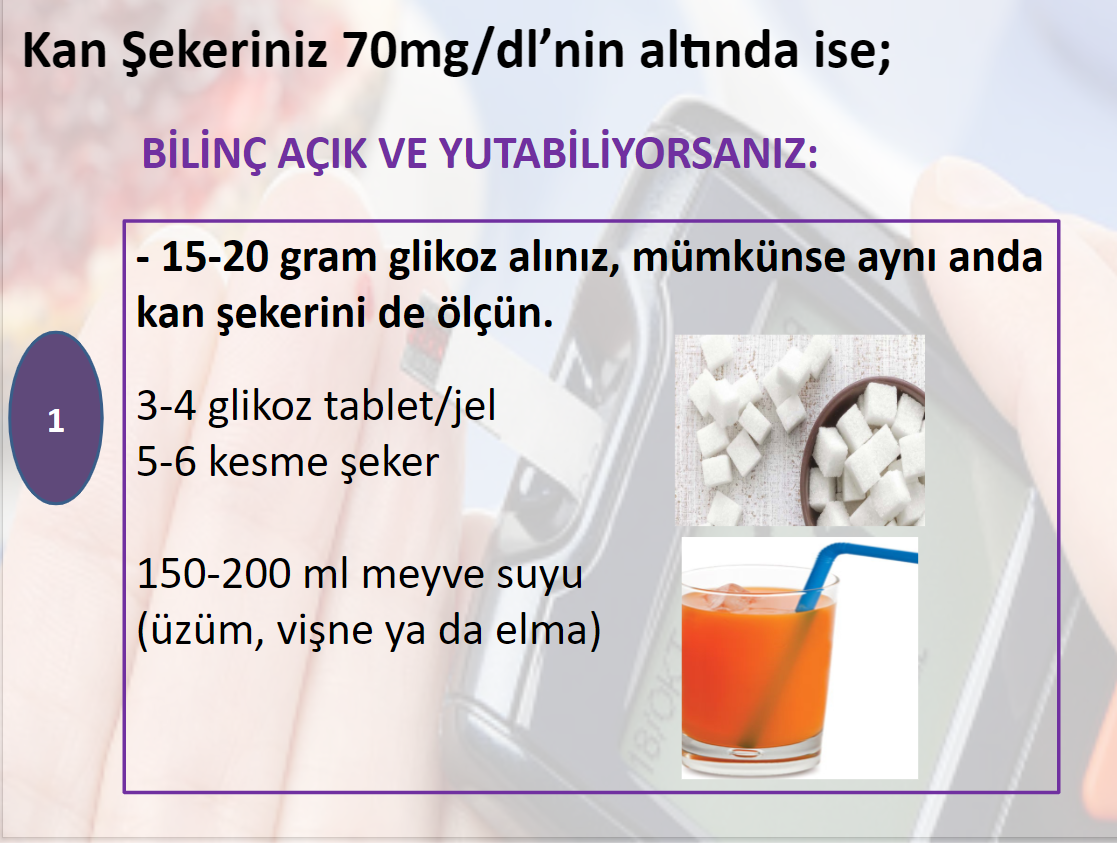 Kan Şekeriniz 70mg/dl’nin altında ise;
BİLİNÇ AÇIK VE YUTABİLİYORSANIZ:
- 15-20 gram glikoz alınız, mümkünse aynı anda
kan şekerini de ölçün.
1
3-4 glikoz tablet/jel
5-6 kesme şeker
150-200 ml meyve suyu
(üzüm, vişne ya da elma)